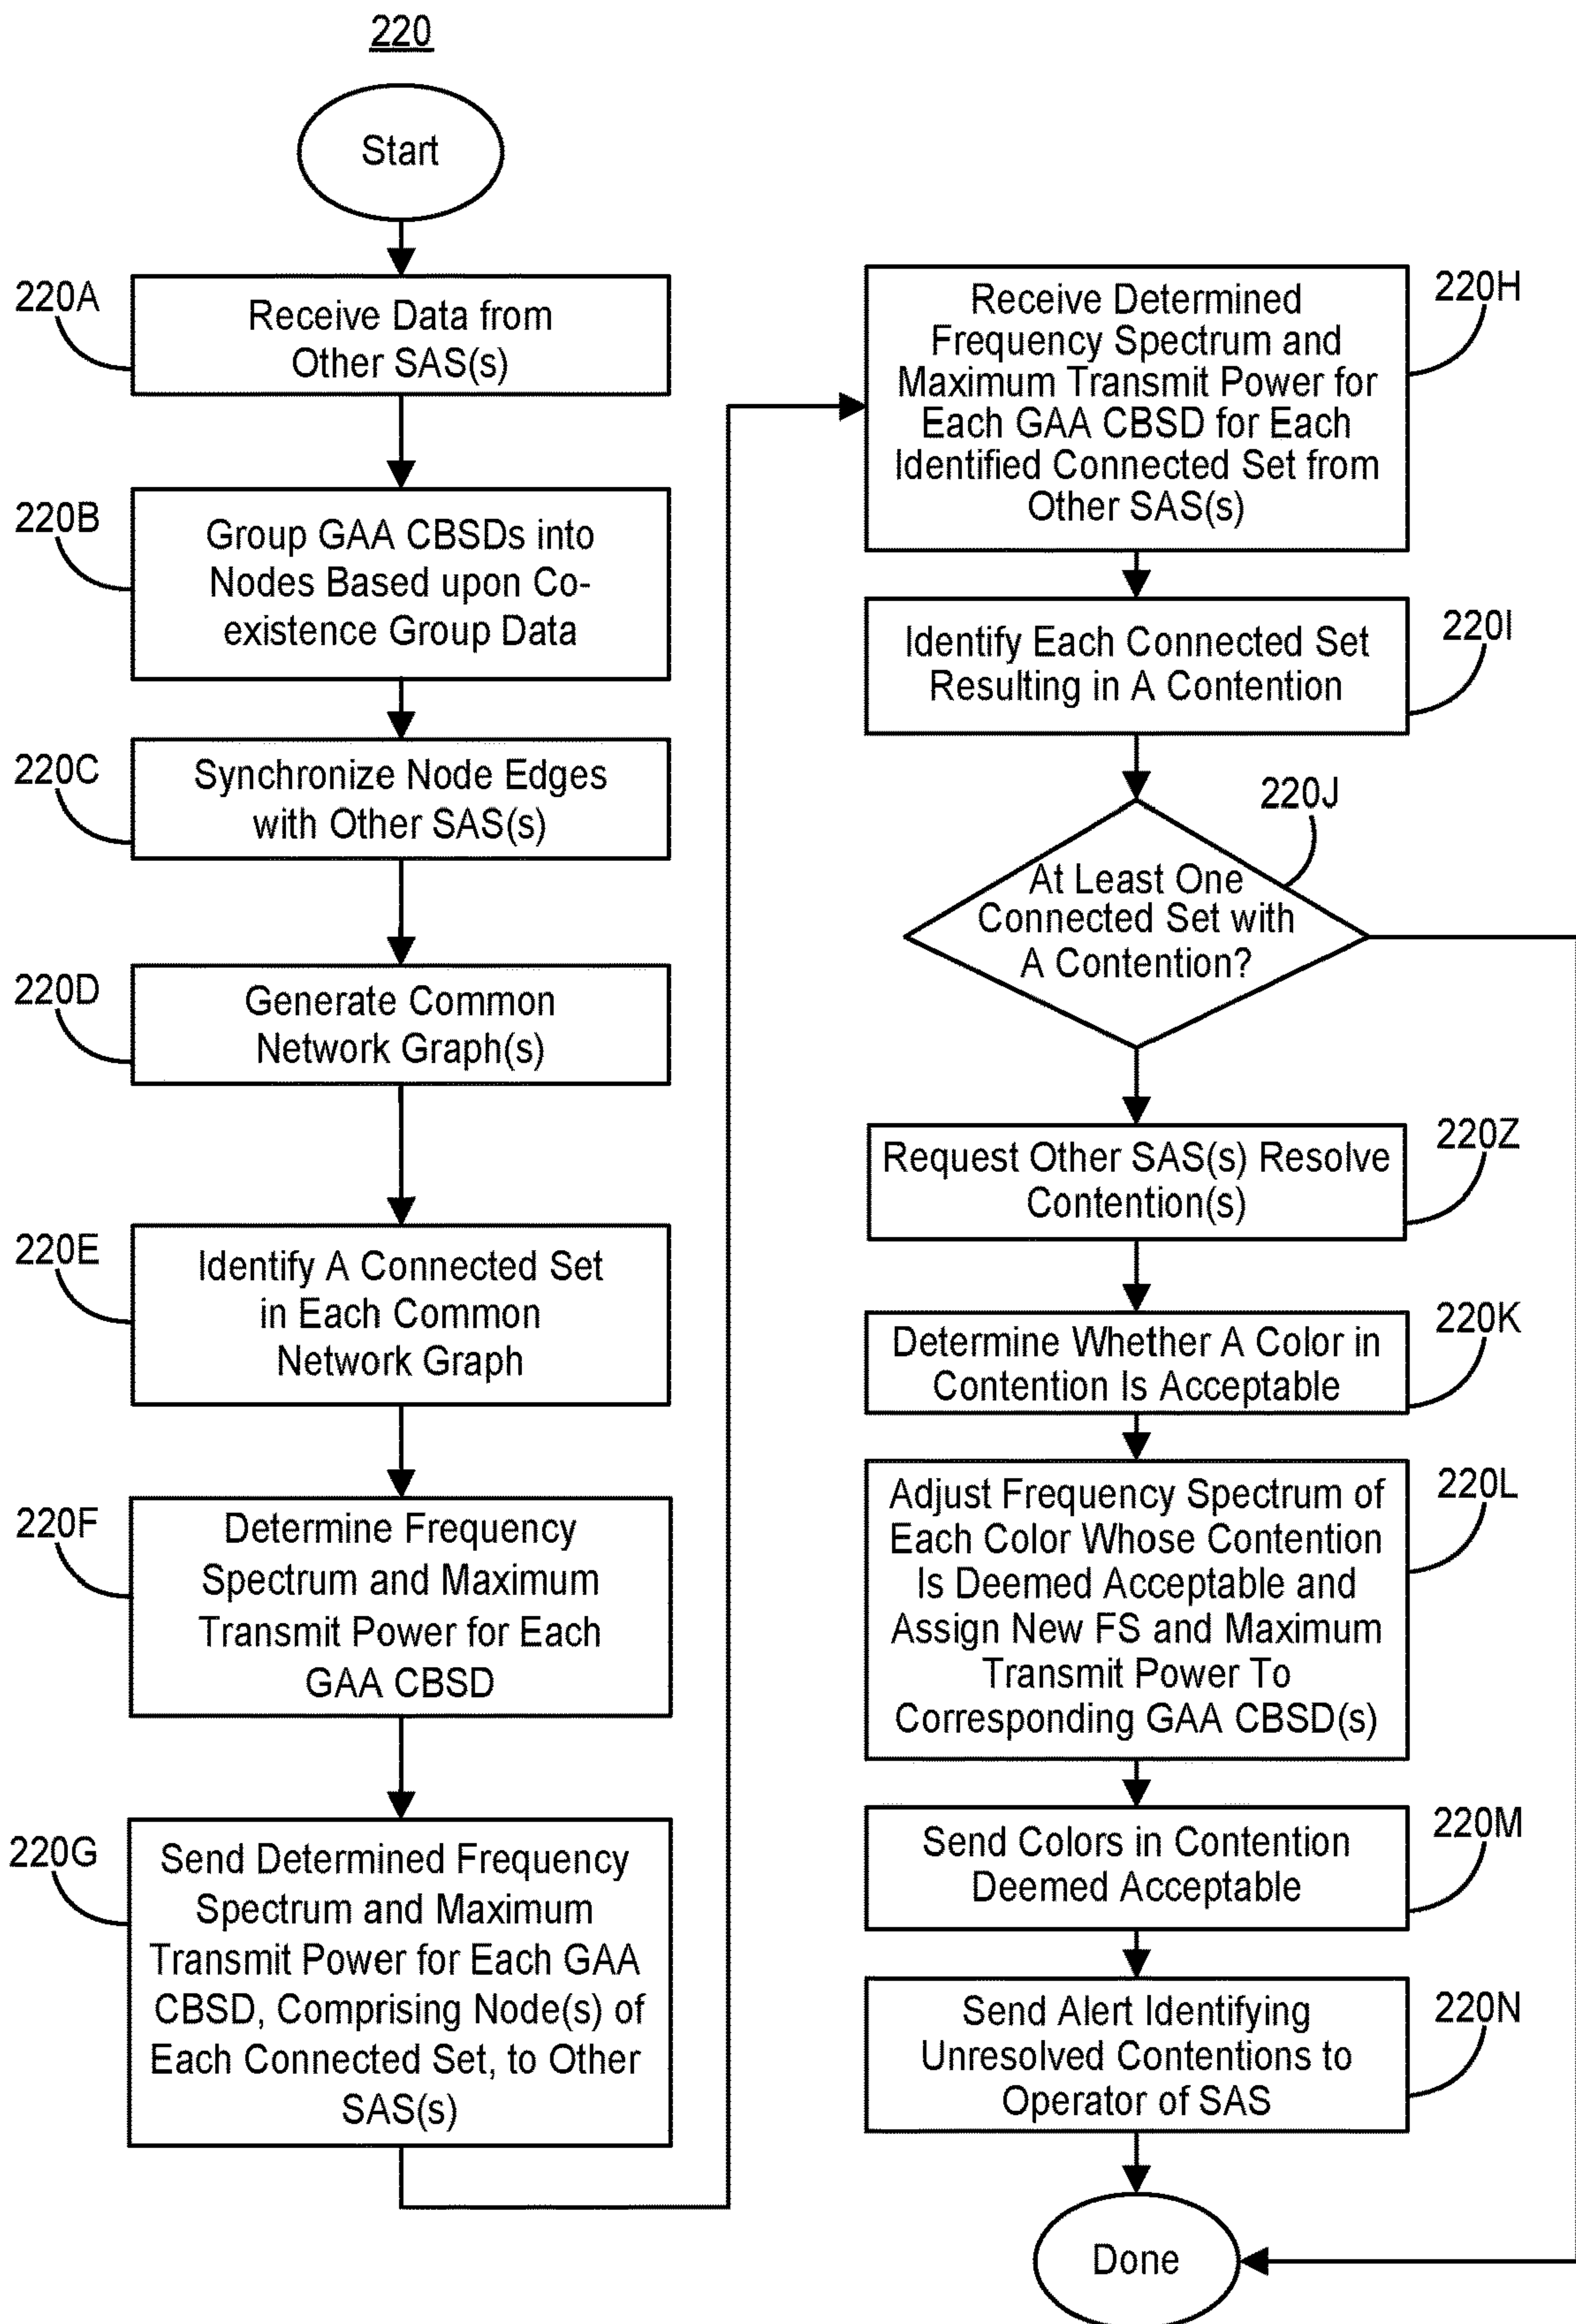 220
Start
220A
Receive Data from
Other SAS(s)
220B
Group GAA CBSDs into
Nodes Based upon Co-
existence Group Data
220C
Synchronize Node Edges
with Other SAS(s)
220D
Generate Common
Network Graph(s)
220E
Identify A Connected Set
in Each Common
Network Graph
220F
Determine Frequency
Spectrum and Maximum
Transmit Power for Each
GAA CBSD
220G
Send Determined Frequency
Spectrum and Maximum
Transmit Power for Each GAA
CBSD, Comprising Node(s) of
Each Connected Set, to Other
SAS(s)
220H
Receive Determined
Frequency Spectrum and
Maximum Transmit Power for
Each GAA CBSD for Each
Identified Connected Set from
Other SAS(s)
220I
Identify Each Connected Set
Resulting in A Contention
220J
At Least One
Connected Set with
A Contention?
220Z
Request Other SAS(s) Resolve
Contention(s)
220K
Determine Whether A Color in
Contention Is Acceptable
220L
Adjust Frequency Spectrum of
Each Color Whose Contention
Is Deemed Acceptable and
Assign New FS and Maximum
Transmit Power To
Corresponding GAA CBSD(s)
220M
Send Colors in Contention
Deemed Acceptable
220N
Send Alert Identifying
Unresolved Contentions to
Operator of SAS
Done